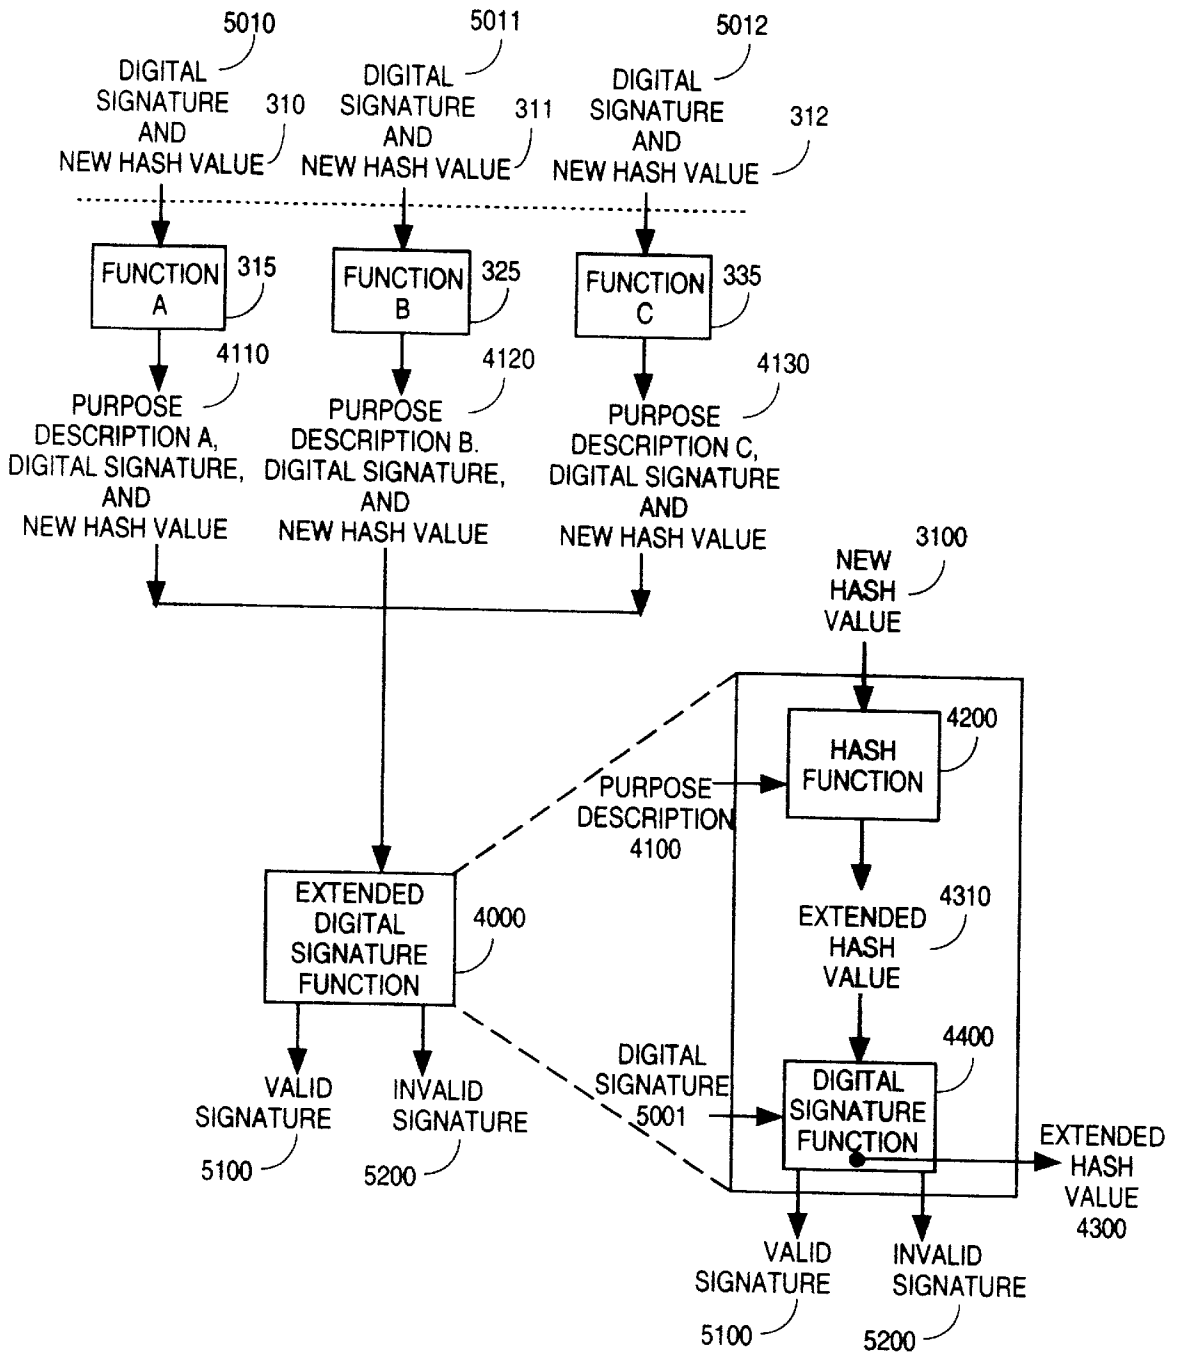 5010
5011
5012
DIGITAL
SIGNATURE
AND
NEW HASH VALUE
310
DIGITAL
SIGNATURE
AND
NEW HASH VALUE
311
DIGITAL
SIGNATURE
AND
NEW HASH VALUE
312
FUNCTION
A
315
FUNCTION
B
325
FUNCTION
C
335
4110
PURPOSE
DESCRIPTION A,
DIGITAL SIGNATURE,
AND
NEW HASH VALUE
4120
PURPOSE
DESCRIPTION B.
DIGITAL SIGNATURE,
AND
NEW HASH VALUE
4130
PURPOSE
DESCRIPTION C,
DIGITAL SIGNATURE
AND
NEW HASH VALUE
NEW
HASH
VALUE
3100
HASH
FUNCTION
4200
PURPOSE
DESCRIPTION
4100
EXTENDED
HASH
VALUE
4310
EXTENDED
DIGITAL
SIGNATURE
FUNCTION
4000
VALID
SIGNATURE
5100
INVALID
SIGNATURE
5200
DIGITAL
SIGNATURE
5001
DIGITAL
SIGNATURE
FUNCTION
4400
EXTENDED
HASH
VALUE
4300
VALID
SIGNATURE
5100
INVALID
SIGNATURE
5200